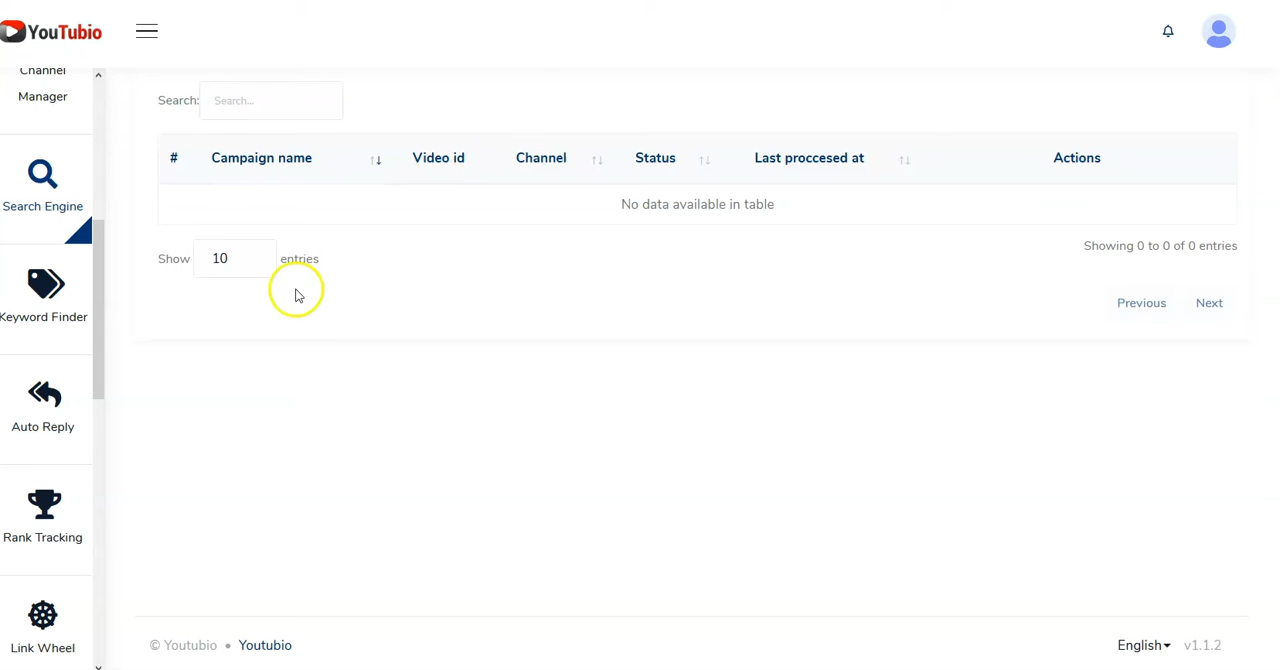 YouTubio
Channel
Manager
Search Engine
Keyword Finder
Auto Reply
Rank Tracking
Link Wheel
Search: Search...
# Campaign name Video id Channel Status Last proccesed at Actions
No data available in table
Show 10 entries
Showing 0 to 0 of 0 entries
Previous Next
© Youtubio • Youtubio
English v1.1.2